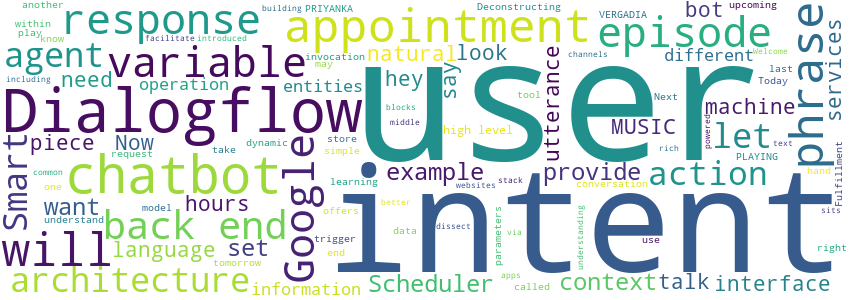 another
building
PRIYANKA
Deconstructing
VERGADIA
upcoming
within
response
appointment
episode
bot
play
know
facilitate
introduced
invocation
channels
Welcome
agent
variable
natural
look
different
last
may
phrase
services
need
operation
entities
hey
say
utterance
Today
tool
Next
Dialogflow
user
machine
blocks
middle
high level
MUSIC
let
powered
text
piece
Now
store
dynamic
request
take
simple
rich
PLAYING
Smart
chatbot
Google
learning
example
provide
action
hand
Fulfillment
common
one
model
offers
websites
stack
conversation
want
hours
better
intent
understand
back end
trigger
data
parameters
via
dissect
understanding
sits
will
language
set
end
use
right
tomorrow
apps
architecture
information
Scheduler
called
context
talk
interface
including